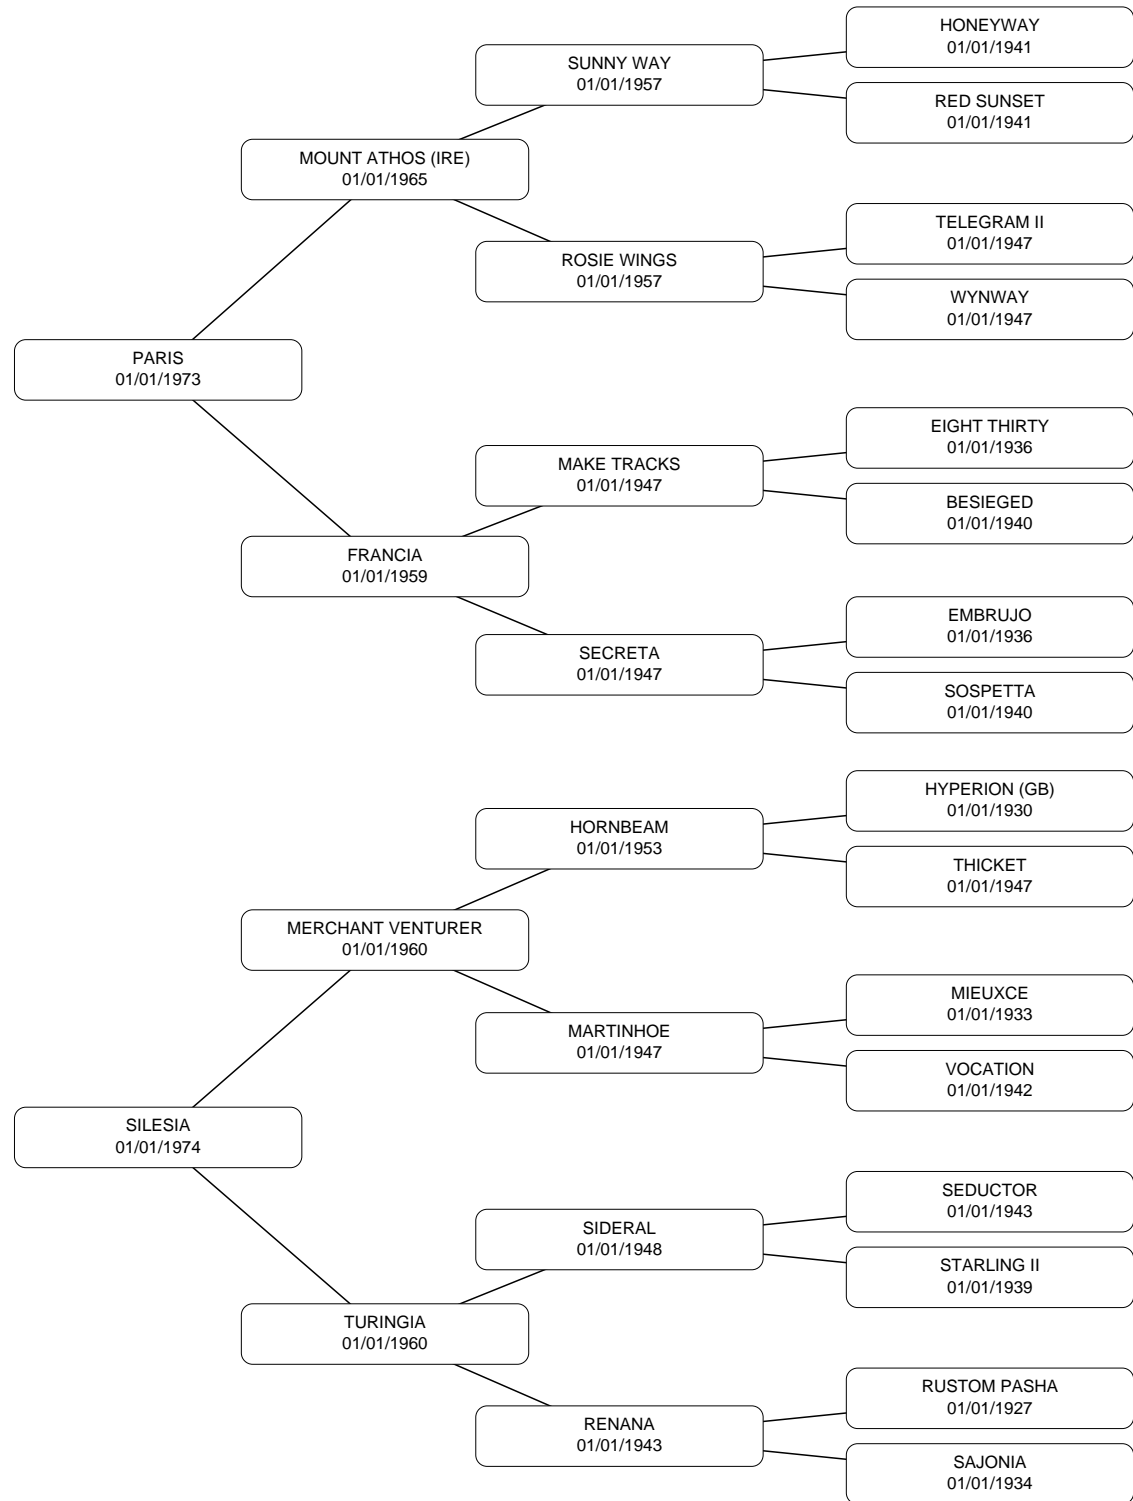 HONEYWAY
01/01/1941
SUNNY WAY
01/01/1957
RED SUNSET
01/01/1941
MOUNT ATHOS (IRE)
01/01/1965
TELEGRAM II
01/01/1947
ROSIE WINGS
01/01/1957
WYNWAY
01/01/1947
PARIS
01/01/1973
EIGHT THIRTY
01/01/1936
MAKE TRACKS
01/01/1947
BESIEGED
01/01/1940
FRANCIA
01/01/1959
EMBRUJO
01/01/1936
SECRETA
01/01/1947
SOSPETTA
01/01/1940
HYPERION (GB)
01/01/1930
HORNBEAM
01/01/1953
THICKET
01/01/1947
MERCHANT VENTURER
01/01/1960
MIEUXCE
01/01/1933
MARTINHOE
01/01/1947
VOCATION
01/01/1942
SILESIA
01/01/1974
SEDUCTOR
01/01/1943
SIDERAL
01/01/1948
STARLING II
01/01/1939
TURINGIA
01/01/1960
RUSTOM PASHA
01/01/1927
RENANA
01/01/1943
SAJONIA
01/01/1934